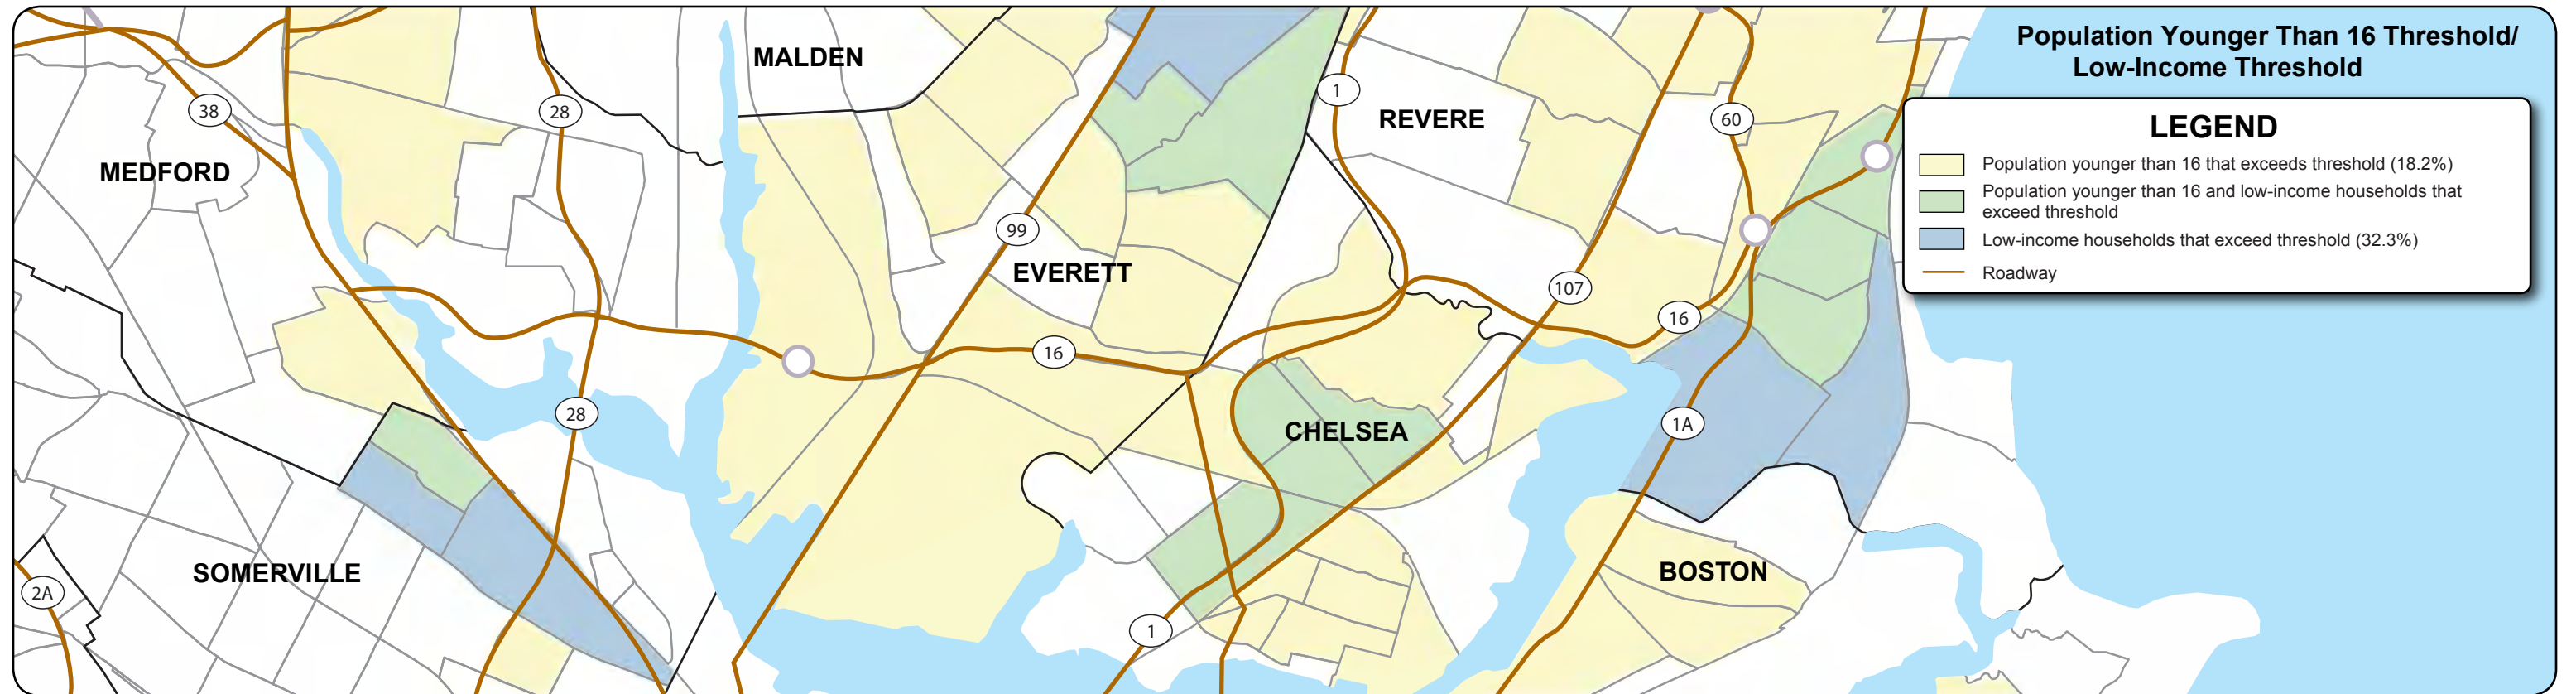 Population Younger Than 16 Threshold/
Low-Income Threshold
LEGEND
Population younger than 16 that exceeds threshold (18.2%)
Population younger than 16 and low-income households that
exceed threshold
Low-income households that exceed threshold (32.3%)
Roadway
MALDEN
1
REVERE
38
28
60
MEDFORD
99
EVERETT
107
16
16
28
CHELSEA
1A
SOMERVILLE
BOSTON
2A
1